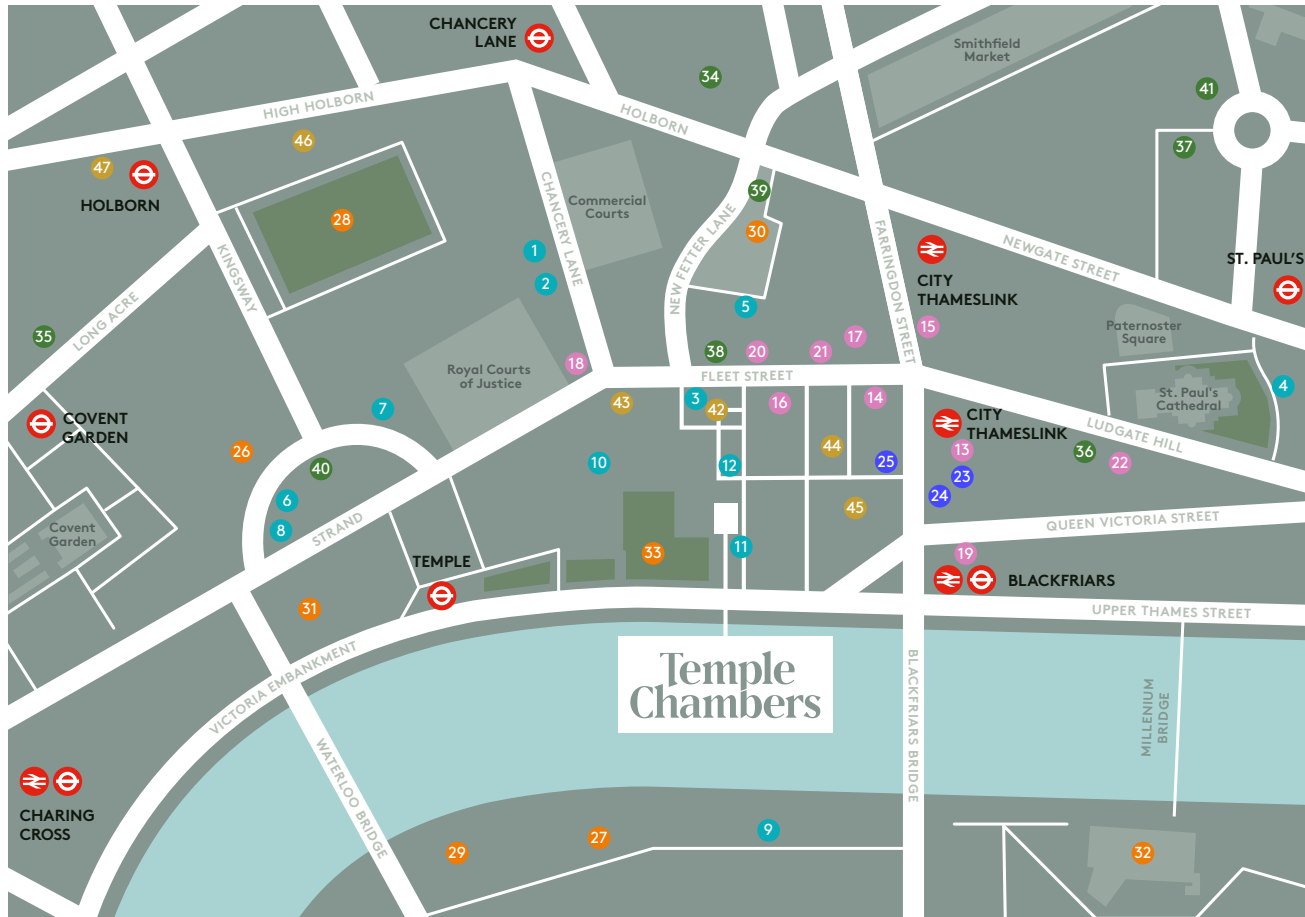 CHANCERY
LANE
34
Smithfield
Market
41
HIGH HOLBORN
HOLBORN
46
37
47
HOLBORN
CHANCERY LANE
Commercial
Courts
39
28
30
NEW FETTER LANE
FARRINGDON STREET
NEWGATE STREET
1
2
KINGSWAY
CITY
THAMESLINK
ST. PAUL'S
5
15
LONG ACRE
35
Paternoster
Square
17
18
38
20
21
Royal Courts
of Justice
FLEET STREET
4
St. Paul's
Cathedral
3
42
43
16
14
7
COVENT
GARDEN
CITY
THAMESLINK
LUDGATE HILL
26
44
13
36
22
40
10
12
25
23
24
6
8
45
STRAND
Covent
Garden
QUEEN VICTORIA STREET
TEMPLE
33
11
19
BLACKFRIARS
31
UPPER THAMES STREET
VICTORIA EMBANKMENT
Temple
Chambers
BLACKFRIARS BRIDGE
MILLENIUM
BRIDGE
WATERLOO BRIDGE
CHARING
CROSS
29
27
9
32